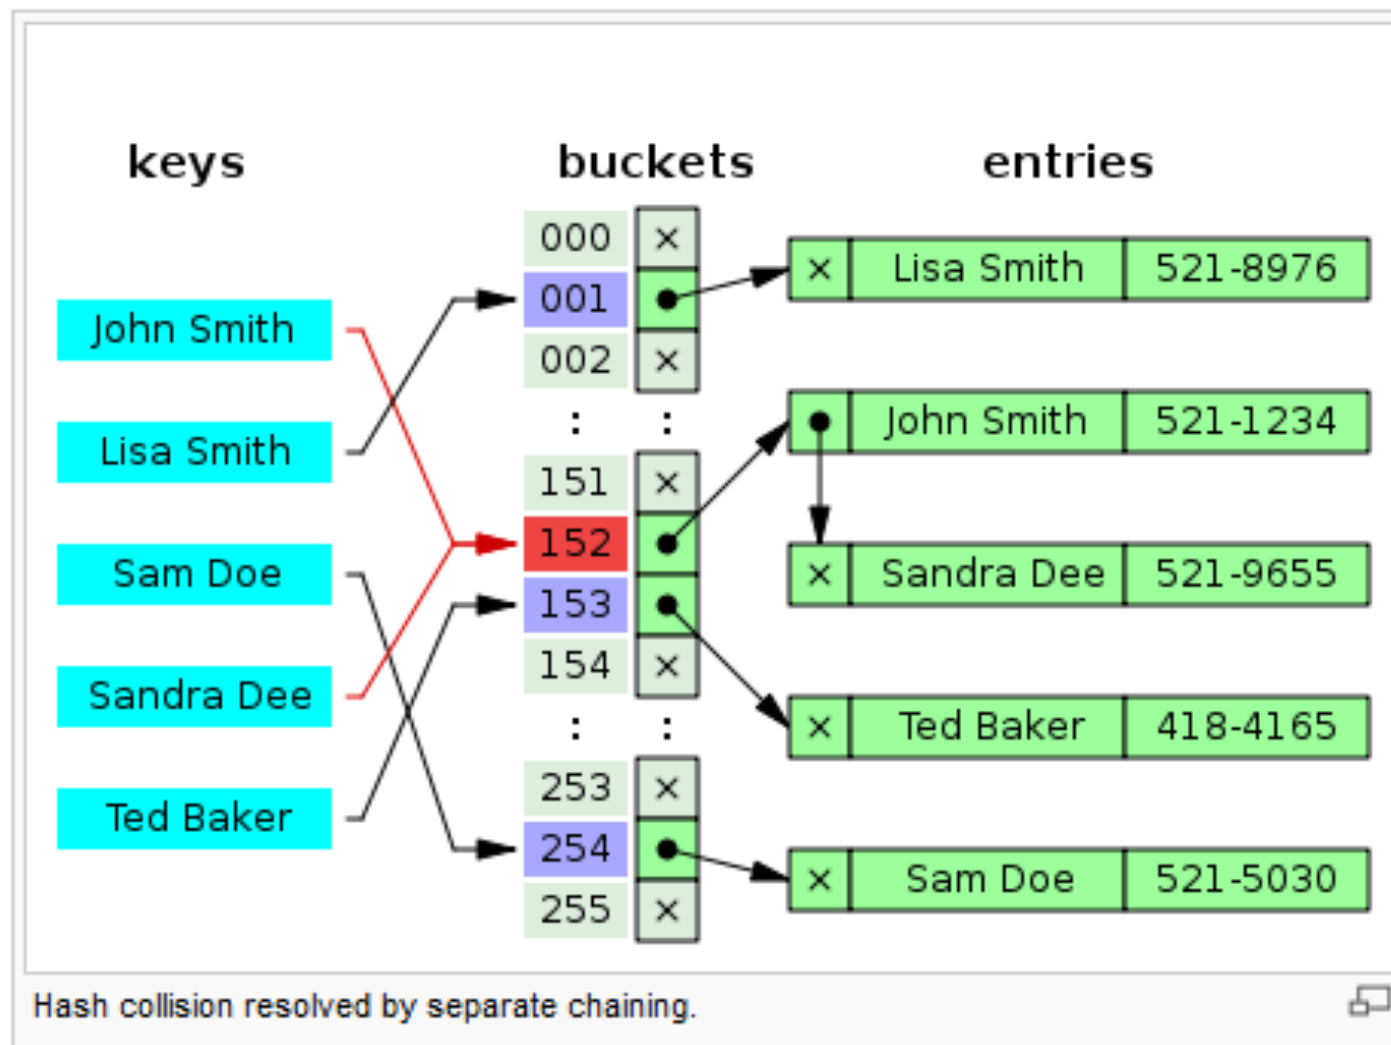 keys buckets entries
000 ×
Lisa Smith 521-8976
001
John Smith
002 ×
: :
John Smith 521-1234
Lisa Smith
151 ×
152
Sam Doe
Sandra Dee 521-9655
153
154 ×
Sandra Dee
: :
Ted Baker 418-4165
253 ×
Ted Baker
254
Sam Doe 521-5030
255 ×
Hash collision resolved by separate chaining.